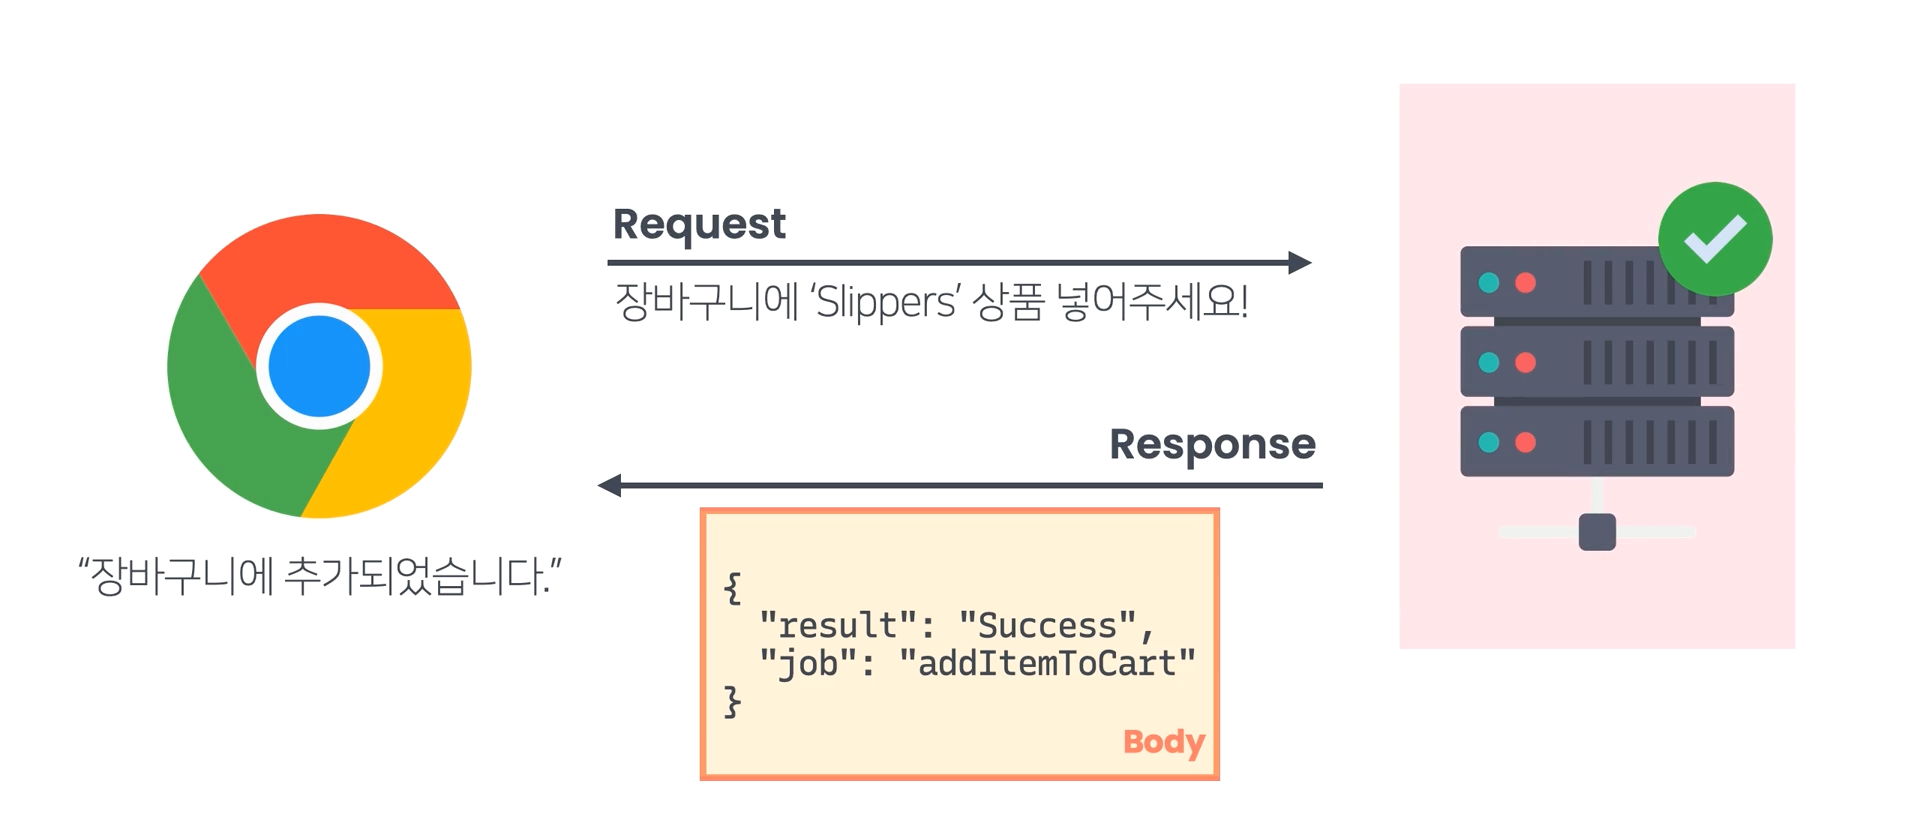 Request
장바구니에 ‘Slippers’ 상품 넣어주세요!
Response
“장바구니에 추가되었습니다.”
{
"result": "Success",
"job": "addItemToCart"
}
Body